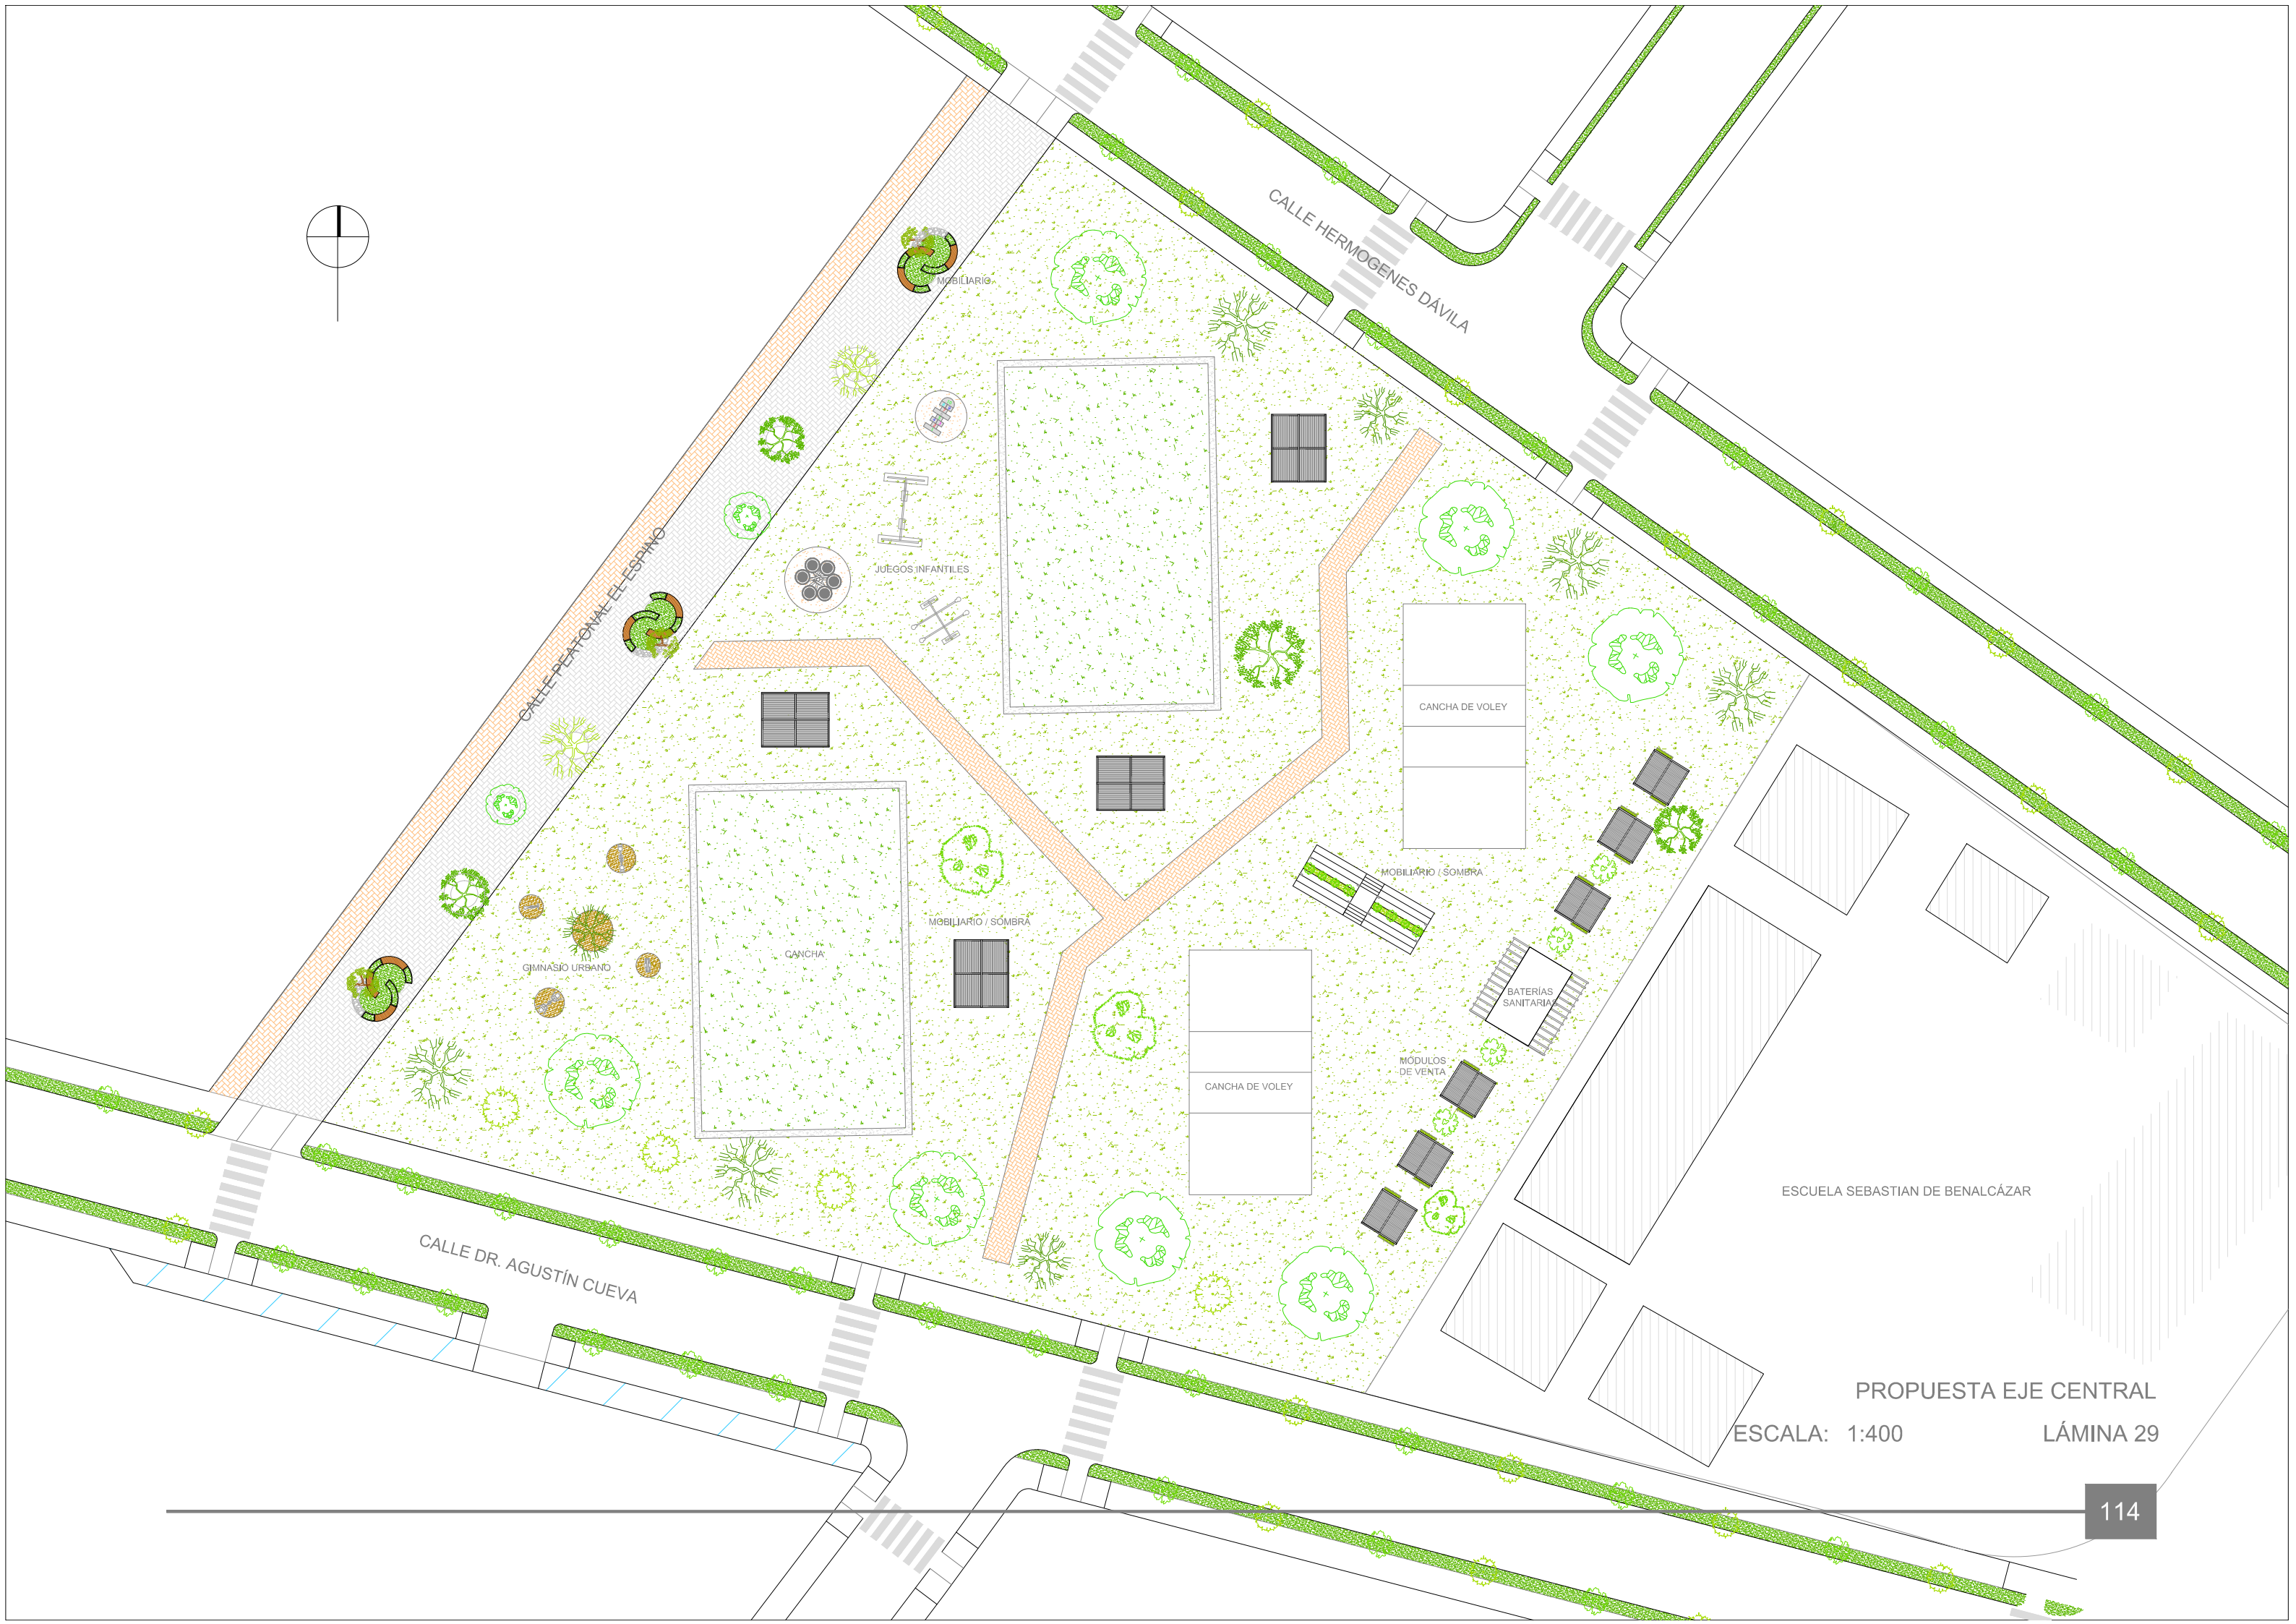 CALLE HERMOGENES DÁVILA
MOBILIARIO
CALLE PEATONAL EL ESPINO
JUEGOS INFANTILES
CANCHA DE VOLEY
MOBILIARIO / SOMBRA
MOBILIARIO / SOMBRA
CANCHA
GIMNASIO URBANO
BATERÍAS
SANITARIAS
MÓDULOS
DE VENTA
CANCHA DE VOLEY
ESCUELA SEBASTIAN DE BENALCÁZAR
CALLE DR. AGUSTÍN CUEVA
PROPUESTA EJE CENTRAL
ESCALA: 1:400 LÁMINA 29
114